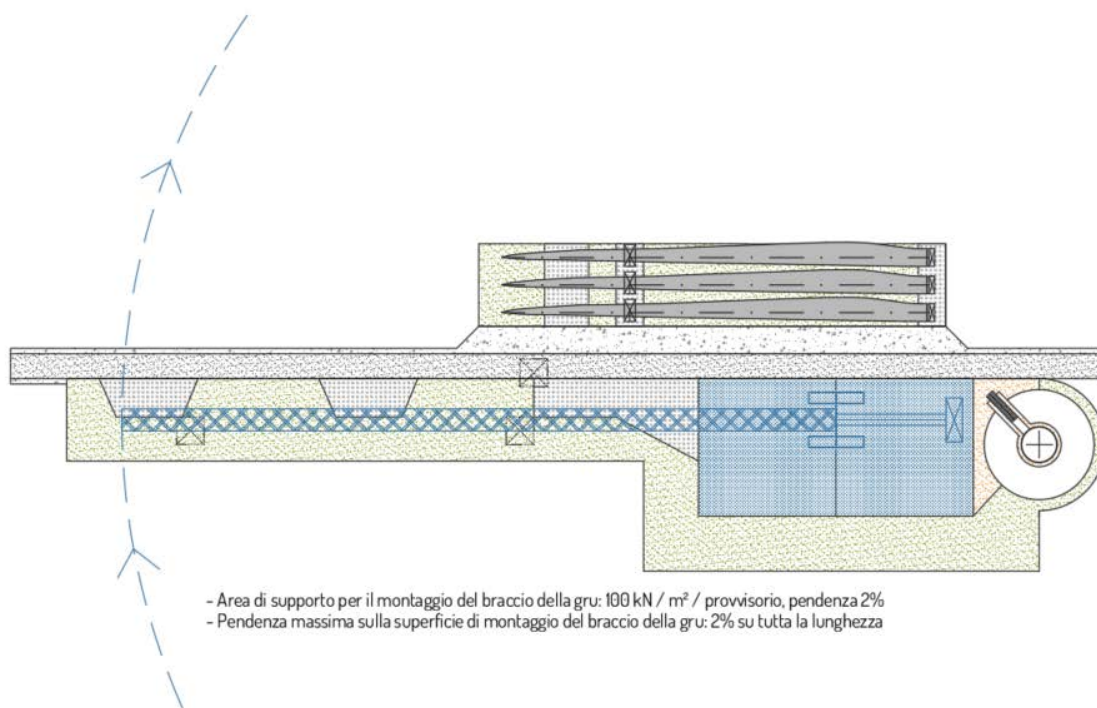 - Area di supporto per il montaggio del braccio della gru: 100 kN / m² / provvisorio, pendenza 2%
- Pendenza massima sulla superficie di montaggio del braccio della gru: 2% su tutta la lunghezza